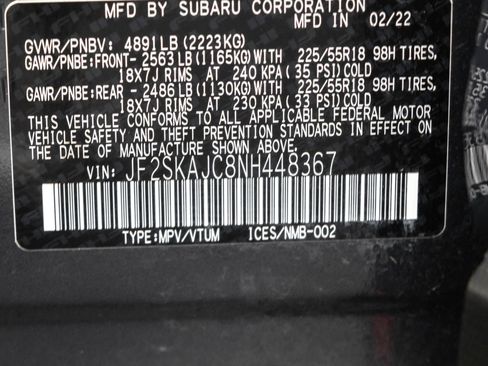 MFD BY SUBARU CORPORATION
MFD IN 02/22
GVWR/PNBV: 4891LB(2223KG)
GAWR/PNBE:FRONT-2563LB(1165KG)WITH 225/55R18 98H TIRES,
18X7J RIMS AT 240 KPA(35 PSI)COLD
GAWR/PNBE:REAR -2486LB(1130KG)WITH 225/55R18 98H TIRES,
18X7J RIMS AT 230 KPA(33 PSI)COLD
THIS VEHICLE CONFORMS TO ALL APPLICABLE FEDERAL MOTOR
VEHICLE SAFETY AND THEFT PREVENTION STANDARDS IN EFFECT
ON THE DATE OF MANUFACTURE SHOWN ABOVE.
VIN: JF2SKAJC8NH448367
TYPE:MPV/VTUM ICES/NMB-002